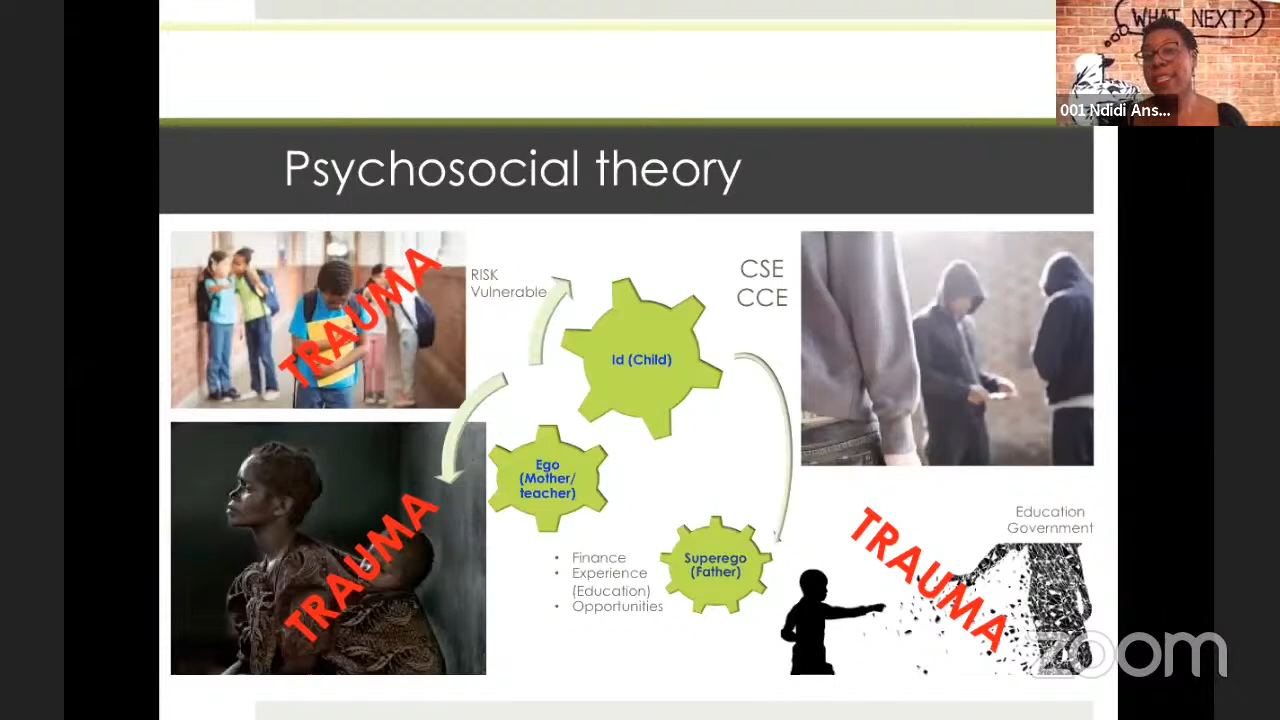 WHAT NEXT?
001 Ndidi Ans...
Psychosocial theory
TRAUMA
RISK
Vulnerable
CSE
CCE
Id (Child)
Ego
(Mother/
teacher)
TRAUMA
Superego
(Father)
• Finance
• Experience
(Education)
• Opportunities
Education
Government
TRAUMA
zoom